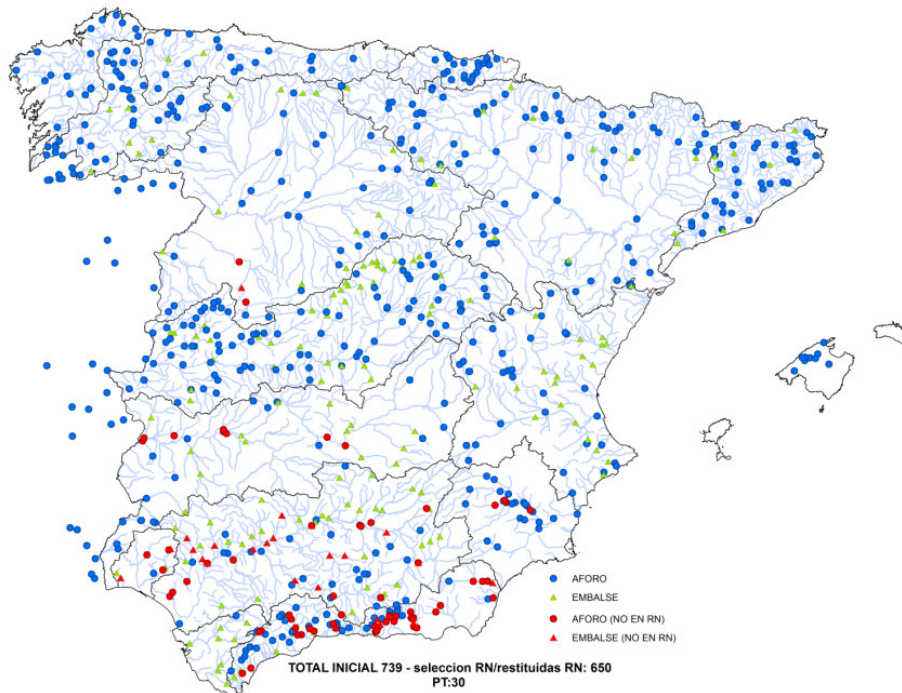 AFORO
EMBALSE
AFORO (NO EN RN)
EMBALSE (NO EN RN)
TOTAL INICIAL 739 - seleccion RN/restituidas RN: 650
PT:30